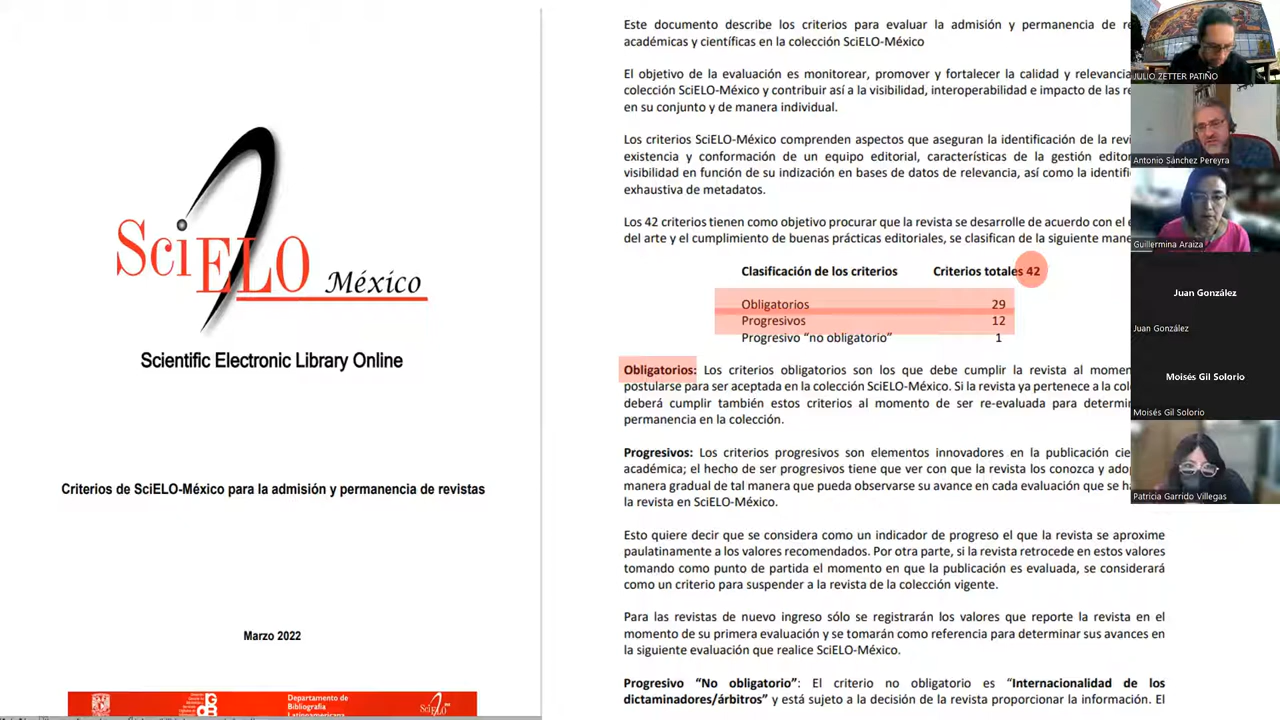 SciELO México
Scientific Electronic Library Online
Criterios de SciELO-México para la admisión y permanencia de revistas
Marzo 2022
Departamento de
Bibliografía
Latinoamericana
SciELO
Este documento describe los criterios para evaluar la admisión y permanencia de
académicas y científicas en la colección SciELO-México
El objetivo de la evaluación es monitorear, promover y fortalecer la calidad y relevancia
colección SciELO-México y contribuir así a la visibilidad, interoperabilidad e impacto de las
en su conjunto y de manera individual.
Los criterios SciELO-México comprenden aspectos que aseguran la identificación de la
existencia y conformación de un equipo editorial, características de la gestión
visibilidad en función de su indización en bases de datos de relevancia, así como la
exhaustiva de metadatos.
Los 42 criterios tienen como objetivo procurar que la revista se desarrolle de acuerdo con el
del arte y el cumplimiento de buenas prácticas editoriales, se clasifican de la siguiente
Clasificación de los criterios Criterios totales 42
Obligatorios 29
Progresivos 12
Progresivo “no obligatorio” 1
Obligatorios: Los criterios obligatorios son los que debe cumplir la revista al
postularse para ser aceptada en la colección SciELO-México. Si la revista ya pertenece a la
deberá cumplir también estos criterios al momento de ser re-evaluada para
permanencia en la colección.
Progresivos: Los criterios progresivos son elementos innovadores en la publicación
académica; el hecho de ser progresivos tiene que ver con que la revista los conozca y
manera gradual de tal manera que pueda observarse su avance en cada evaluación que se
la revista en SciELO-México.
Esto quiere decir que se considera como un indicador de progreso el que la revista se aproxime
paulatinamente a los valores recomendados. Por otra parte, si la revista retrocede en estos valores
tomando como punto de partida el momento en que la publicación es evaluada, se considerará
como un criterio para suspender a la revista de la colección vigente.
Para las revistas de nuevo ingreso sólo se registrarán los valores que reporte la revista en el
momento de su primera evaluación y se tomarán como referencia para determinar sus avances en
la siguiente evaluación que realice SciELO-México.
Progresivo “No obligatorio”: El criterio no obligatorio es “Internacionalidad de los
dictaminadores/árbitros” y está sujeto a la decisión de la revista proporcionar la información. El
JULIO ZETTER PATIÑO
Antonio Sánchez Pereyra
Guillermina Araiza
Juan González
Juan González
Moisés Gil Solorio
Moisés Gil Solorio
Patricia Garrido Villegas